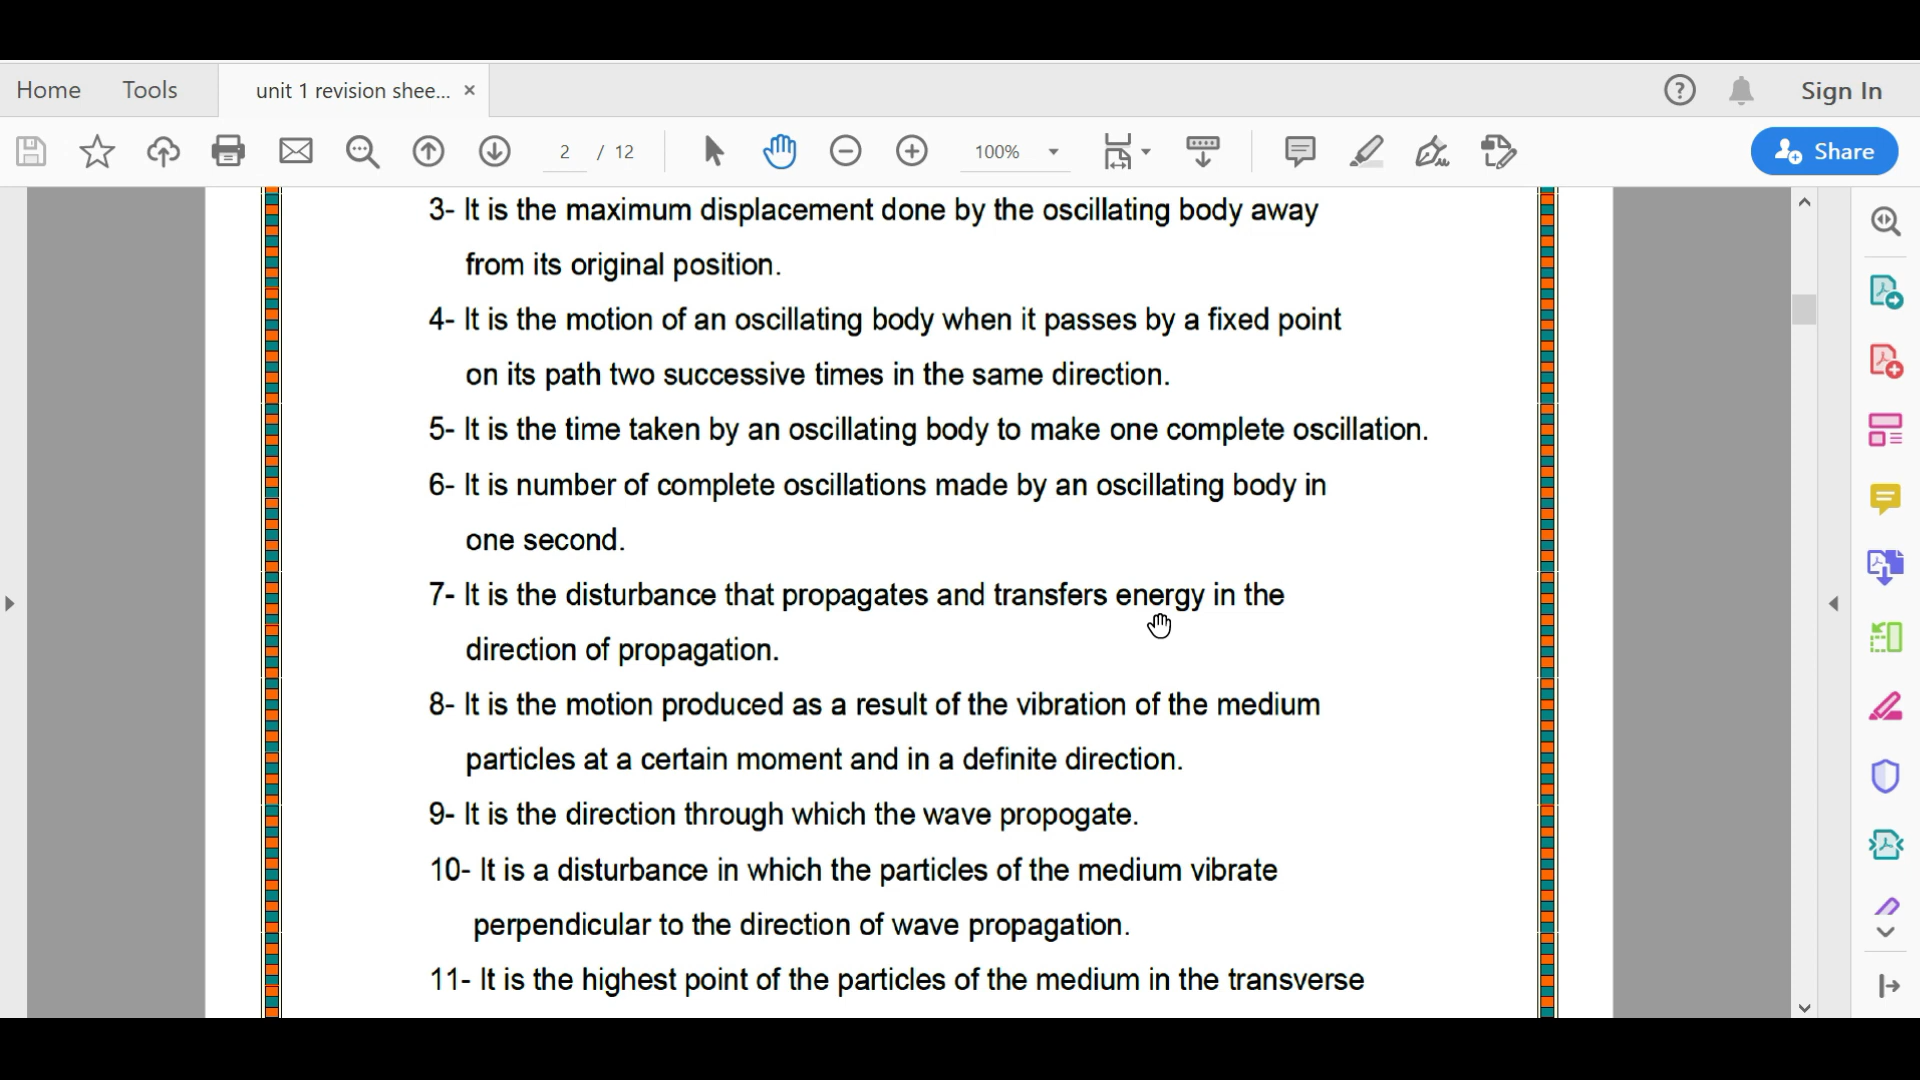 Home Tools unit 1 revision shee... × Sign In
2 / 12 100% Share
3- It is the maximum displacement done by the oscillating body away
from its original position.
4- It is the motion of an oscillating body when it passes by a fixed point
on its path two successive times in the same direction.
5- It is the time taken by an oscillating body to make one complete oscillation.
6- It is number of complete oscillations made by an oscillating body in
one second.
7- It is the disturbance that propagates and transfers energy in the
direction of propagation.
8- It is the motion produced as a result of the vibration of the medium
particles at a certain moment and in a definite direction.
9- It is the direction through which the wave propogate.
10- It is a disturbance in which the particles of the medium vibrate
perpendicular to the direction of wave propagation.
11- It is the highest point of the particles of the medium in the transverse